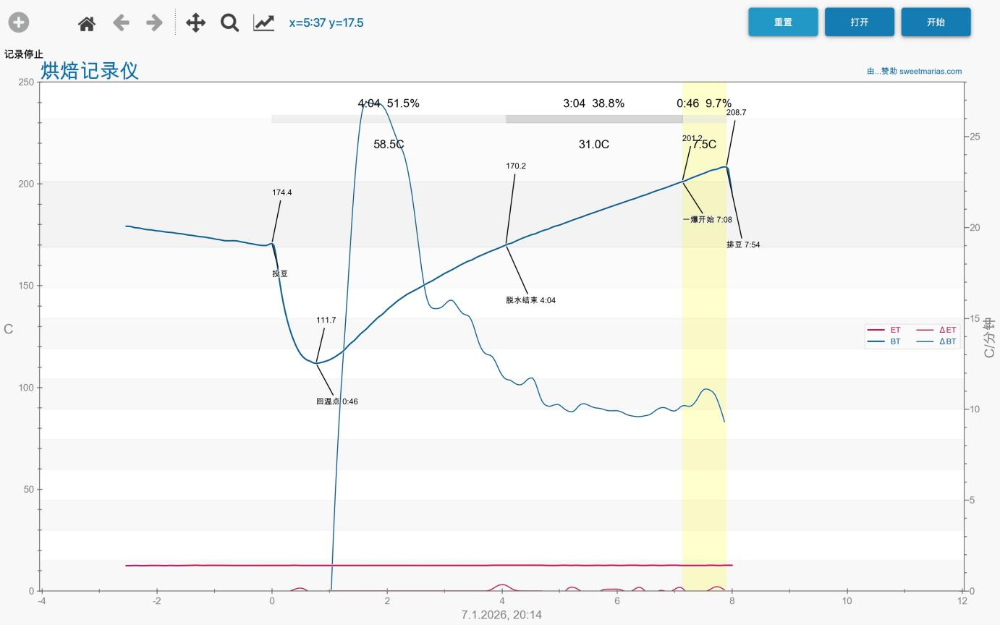 x=5:37 y=17.5
重置
打开
开始
记录停止
烘焙记录仪
由...赞助 sweetmarias.com
250
200
150
100
50
0
C
4:04 51.5%
3:04 38.8%
0:46 9.7%
208.7
58.5C
31.0C
201.2
7.5C
170.2
174.4
一爆开始 7:08
排豆 7:54
投豆
脱水结束 4:04
111.7
回温点 0:46
25
20
15
10
5
0
C/分钟
ET
ΔET
BT
ΔBT
-4
-2
0
2
4
6
8
10
12
7.1.2026, 20:14